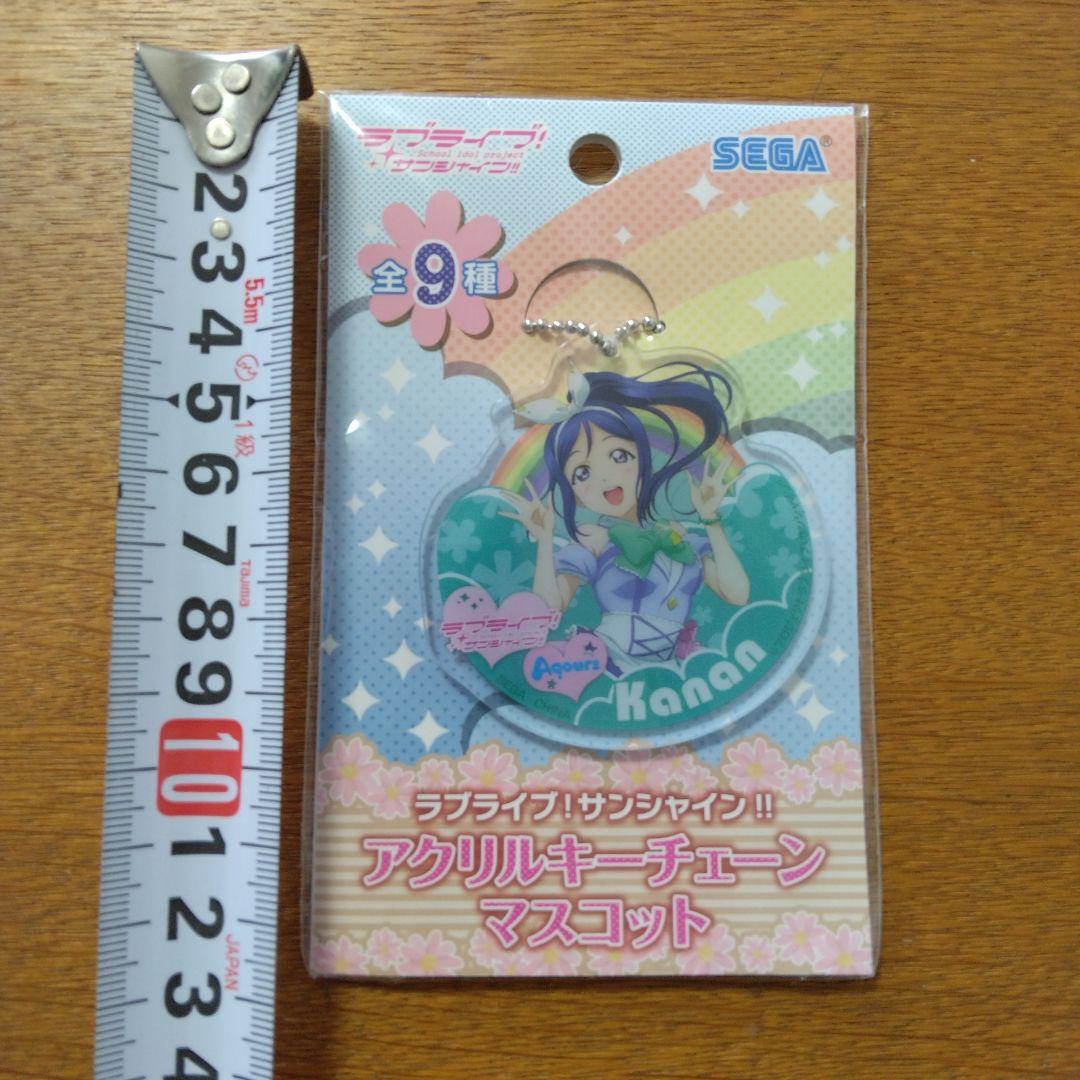 ラブライブ!
School idol project
サンシャイン!!
SEGA®
全9種
ラブライブ!
サンシャイン!!
Aqours
Kanan
SEGA CHINA
ラブライブ!サンシャイン!!
アクリルキーチェーン
マスコット
2
3
5.5m
4
5
1級
6
7
Tajima
8
9
10
1
2
JAPAN
3
4